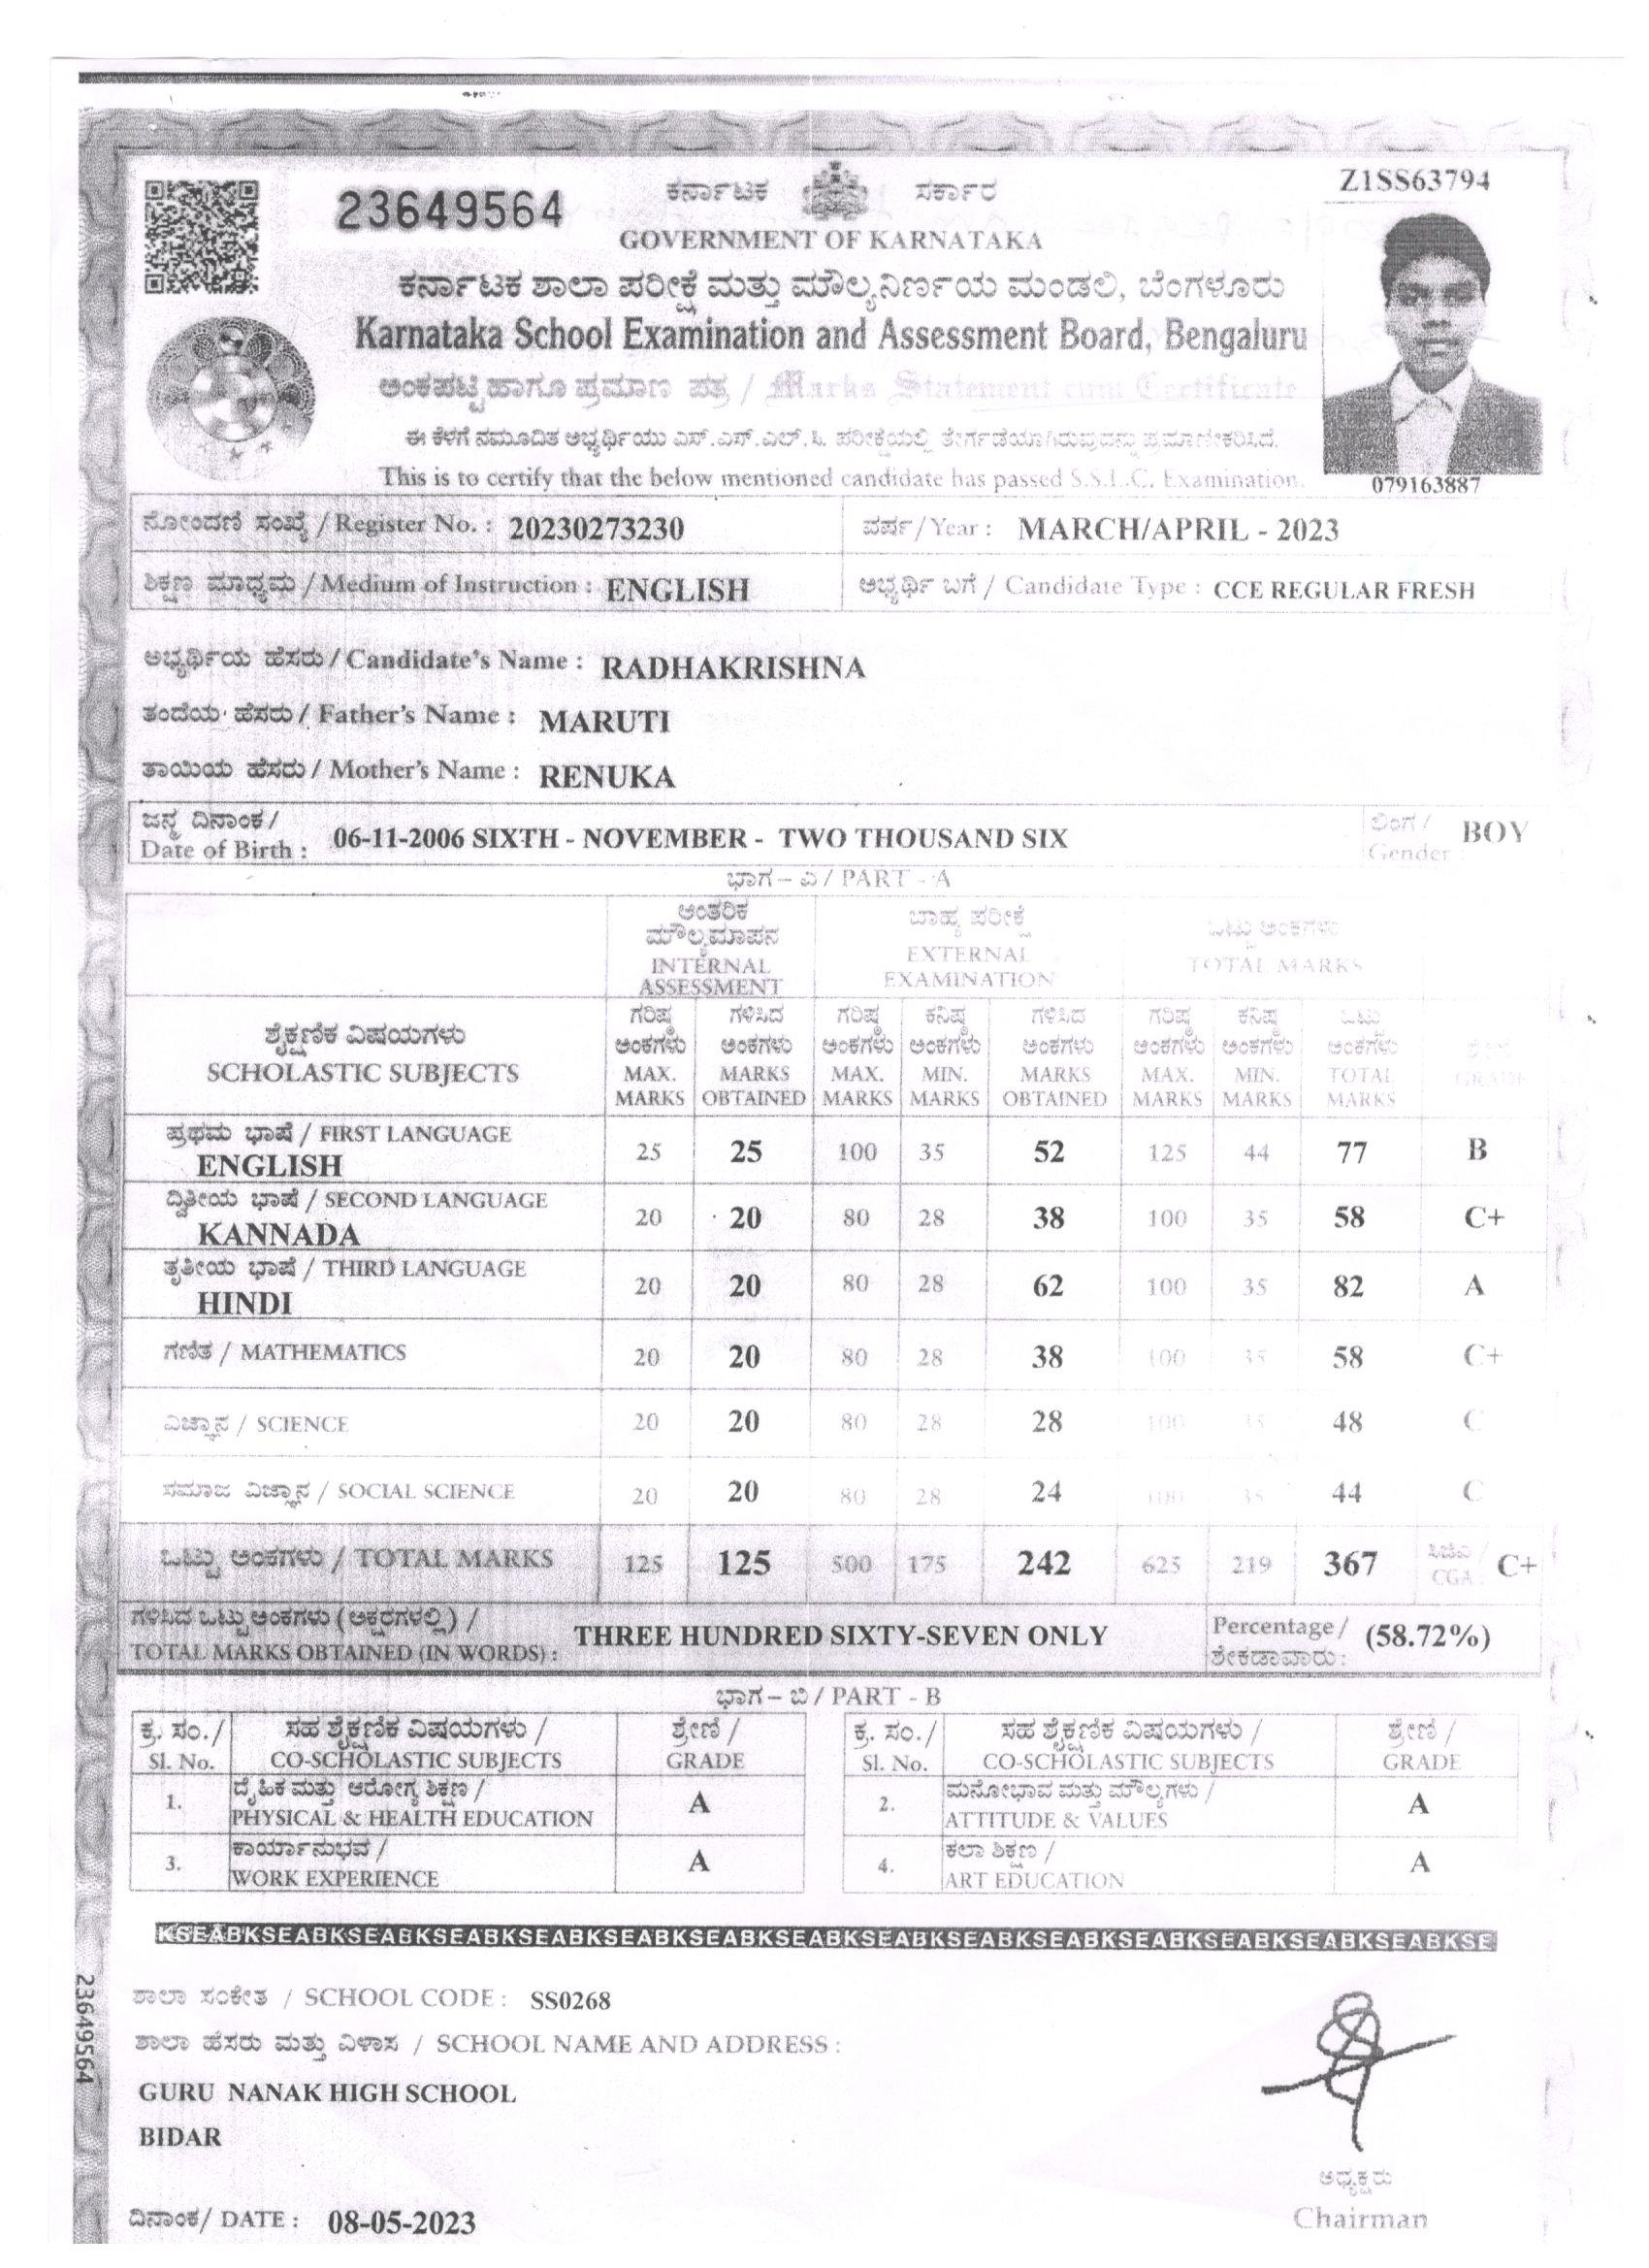 23649564
ಕರ್ನಾಟಕ ಸರ್ಕಾರ
Z1SS63794
GOVERNMENT OF KARNATAKA
ಕರ್ನಾಟಕ ಶಾಲಾ ಪರೀಕ್ಷೆ ಮತ್ತು ಮೌಲ್ಯನಿರ್ಣಯ ಮಂಡಲಿ, ಬೆಂಗಳೂರು
Karnataka School Examination and Assessment Board, Bengaluru
ಅಂಕಪಟ್ಟಿ ಹಾಗೂ ಪ್ರಮಾಣ ಪತ್ರ / Marks Statement cum Certificate
ಈ ಕೆಳಗೆ ನಮೂದಿತ ಅಭ್ಯರ್ಥಿಯು ಎಸ್.ಎಸ್.ಎಲ್.ಸಿ. ಪರೀಕ್ಷೆಯಲ್ಲಿ ತೇರ್ಗಡೆಯಾಗಿರುವುದನ್ನು ಪ್ರಮಾಣೀಕರಿಸಿದೆ.
This is to certify that the below mentioned candidate has passed S.S.L.C. Examination.
079163887
ನೋಂದಣಿ ಸಂಖ್ಯೆ / Register No. : 20230273230 ವರ್ಷ / Year : MARCH/APRIL - 2023
ಶಿಕ್ಷಣ ಮಾಧ್ಯಮ / Medium of Instruction : ENGLISH ಅಭ್ಯರ್ಥಿ ಬಗೆ / Candidate Type : CCE REGULAR FRESH
ಅಭ್ಯರ್ಥಿಯ ಹೆಸರು / Candidate's Name : RADHAKRISHNA
ತಂದೆಯ ಹೆಸರು / Father's Name : MARUTI
ತಾಯಿಯ ಹೆಸರು / Mother's Name : RENUKA
ಜನ್ಮ ದಿನಾಂಕ / ಲಿಂಗ /
Date of Birth : 06-11-2006 SIXTH - NOVEMBER - TWO THOUSAND SIX Gender : BOY
ಭಾಗ – ಎ / PART - A
ಆಂತರಿಕ ಮೌಲ್ಯಮಾಪನ ಬಾಹ್ಯ ಪರೀಕ್ಷೆ ಒಟ್ಟು ಅಂಕಗಳು
INTERNAL ASSESSMENT EXTERNAL EXAMINATION TOTAL MARKS
ಶೈಕ್ಷಣಿಕ ವಿಷಯಗಳು ಗರಿಷ್ಠ ಅಂಕಗಳು ಗಳಿಸಿದ ಅಂಕಗಳು ಗರಿಷ್ಠ ಅಂಕಗಳು ಕನಿಷ್ಠ ಅಂಕಗಳು ಗಳಿಸಿದ ಅಂಕಗಳು ಗರಿಷ್ಠ ಅಂಕಗಳು ಕನಿಷ್ಠ ಅಂಕಗಳು ಒಟ್ಟು ಅಂಕಗಳು ಶ್ರೇಣಿ
SCHOLASTIC SUBJECTS MAX. MARKS MARKS OBTAINED MAX. MARKS MIN. MARKS MARKS OBTAINED MAX. MARKS MIN. MARKS TOTAL MARKS GRADE
ಪ್ರಥಮ ಭಾಷೆ / FIRST LANGUAGE
ENGLISH 25 25 100 35 52 125 44 77 B
ದ್ವಿತೀಯ ಭಾಷೆ / SECOND LANGUAGE
KANNADA 20 20 80 28 38 100 35 58 C+
ತೃತೀಯ ಭಾಷೆ / THIRD LANGUAGE
HINDI 20 20 80 28 62 100 35 82 A
ಗಣಿತ / MATHEMATICS 20 20 80 28 38 100 35 58 C+
ವಿಜ್ಞಾನ / SCIENCE 20 20 80 28 28 100 35 48 C
ಸಮಾಜ ವಿಜ್ಞಾನ / SOCIAL SCIENCE 20 20 80 28 24 100 35 44 C
ಒಟ್ಟು ಅಂಕಗಳು / TOTAL MARKS 125 125 500 175 242 625 219 367 ಸಿಜಿಎ / CGA C+
ಗಳಿಸಿದ ಒಟ್ಟು ಅಂಕಗಳು (ಅಕ್ಷರಗಳಲ್ಲಿ) / Percentage /
TOTAL MARKS OBTAINED (IN WORDS) : THREE HUNDRED SIXTY-SEVEN ONLY ಶೇಕಡಾವಾರು : (58.72%)
ಭಾಗ – ಬಿ / PART - B
ಕ್ರ. ಸಂ. / ಸಹ ಶೈಕ್ಷಣಿಕ ವಿಷಯಗಳು / ಶ್ರೇಣಿ / ಕ್ರ. ಸಂ. / ಸಹ ಶೈಕ್ಷಣಿಕ ವಿಷಯಗಳು / ಶ್ರೇಣಿ /
Sl. No. CO-SCHOLASTIC SUBJECTS GRADE Sl. No. CO-SCHOLASTIC SUBJECTS GRADE
1. ದೈಹಿಕ ಮತ್ತು ಆರೋಗ್ಯ ಶಿಕ್ಷಣ / A 2. ಮನೋಭಾವ ಮತ್ತು ಮೌಲ್ಯಗಳು / A
PHYSICAL & HEALTH EDUCATION ATTITUDE & VALUES
3. ಕಾರ್ಯಾನುಭವ / A 4. ಕಲಾ ಶಿಕ್ಷಣ / A
WORK EXPERIENCE ART EDUCATION
KSEABKSEABKSEABKSEABKSEABKSEABKSEABKSEABKSEABKSEABKSEABKSEABKSEABKSEABKSEABKSE
23649564
ಶಾಲಾ ಸಂಕೇತ / SCHOOL CODE : SS0268
ಶಾಲಾ ಹೆಸರು ಮತ್ತು ವಿಳಾಸ / SCHOOL NAME AND ADDRESS :
GURU NANAK HIGH SCHOOL
BIDAR
ಅಧ್ಯಕ್ಷರು
Chairman
ದಿನಾಂಕ / DATE : 08-05-2023